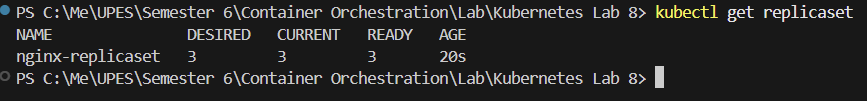 PS C:\Me\UPES\Semester 6\Container Orchestration\Lab\Kubernetes Lab 8> kubectl get replicaset
NAME DESIRED CURRENT READY AGE
nginx-replicaset 3 3 3 20s
PS C:\Me\UPES\Semester 6\Container Orchestration\Lab\Kubernetes Lab 8>